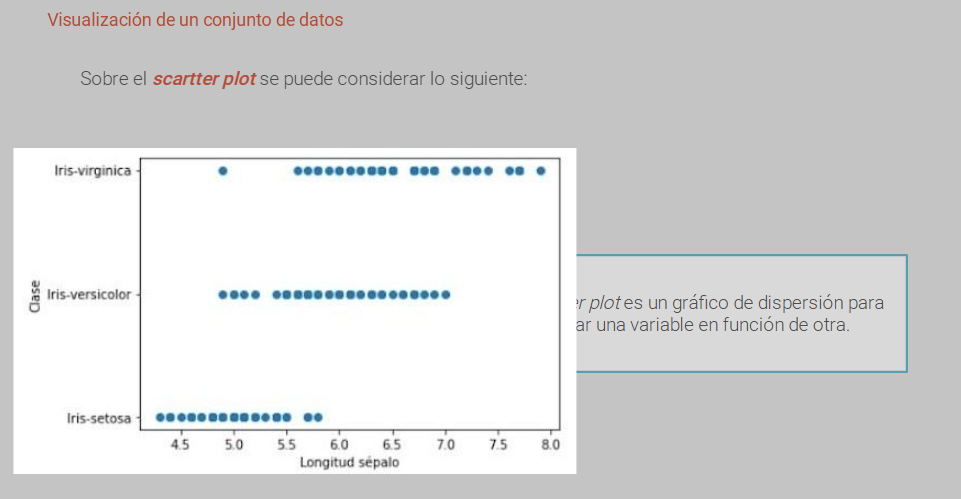 Visualización de un conjunto de datos
Sobre el scartter plot se puede considerar lo siguiente:
Iris-virginica
Iris-versicolor
Iris-setosa
Clase
4.5 5.0 5.5 6.0 6.5 7.0 7.5 8.0
Longitud sépalo
plot es un gráfico de dispersión para
una variable en función de otra.